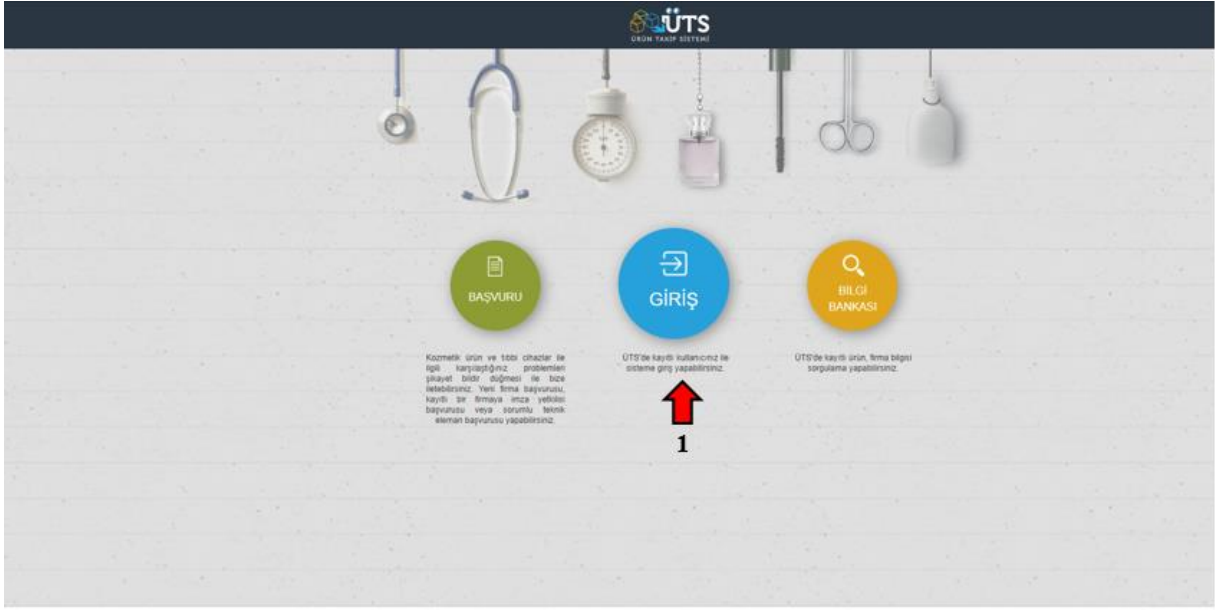 ÜTS
ÜRÜN TAKİP SİSTEMİ
BAŞVURU
Kozmetik ürün ve tıbbi cihazlar ile
ilgili karşılaştığınız problemleri
şikayet bildir düğmesi ile bize
iletebilirsiniz. Yeni firma başvurusu,
kayıtlı bir firmaya imza yetkilisi
başvurusu veya sorumlu teknik
eleman başvurusu yapabilirsiniz.
GİRİŞ
ÜTS'de kayıtlı kullanıcınız ile
sisteme giriş yapabilirsiniz.
1
BİLGİ
BANKASI
ÜTS'de kayıtlı ürün, firma bilgisi
sorgulama yapabilirsiniz.